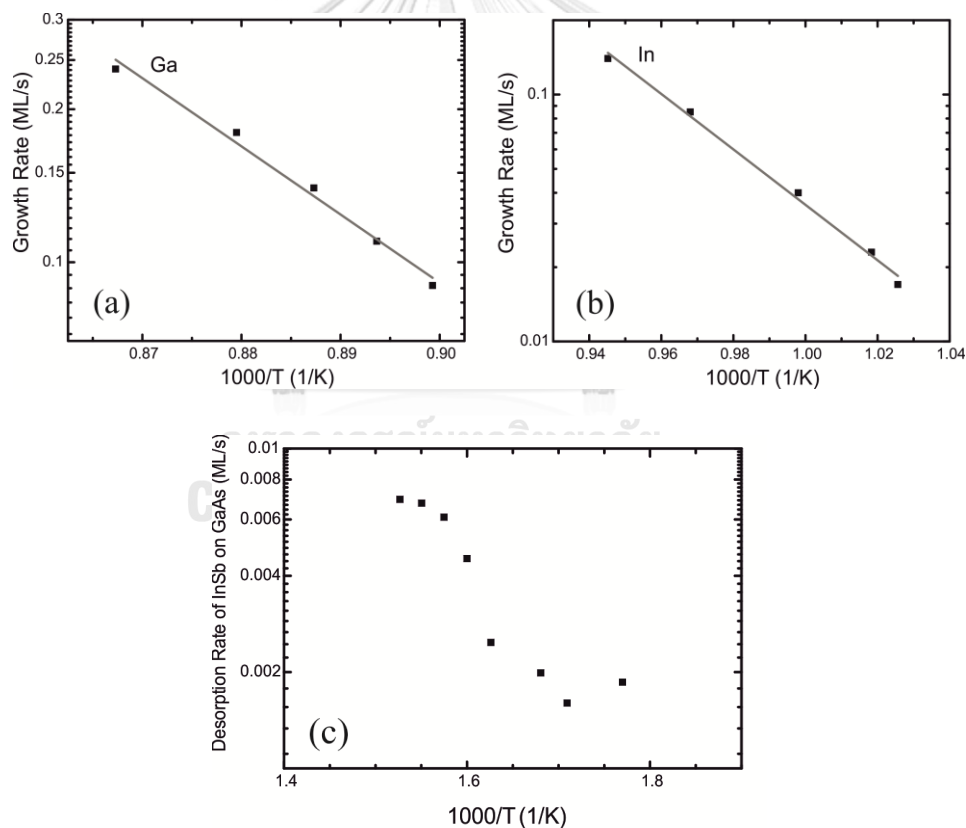 0.3
0.25
0.2
0.15
0.1
Growth Rate (ML/s)
Ga
(a)
0.87
0.88
0.89
0.90
1000/T (1/K)
0.1
0.01
Growth Rate (ML/s)
In
(b)
0.94
0.96
0.98
1.00
1.02
1.04
1000/T (1/K)
0.01
0.008
0.006
0.004
0.002
Desorption Rate of InSb on GaAs (ML/s)
(c)
1.4
1.6
1.8
1000/T (1/K)